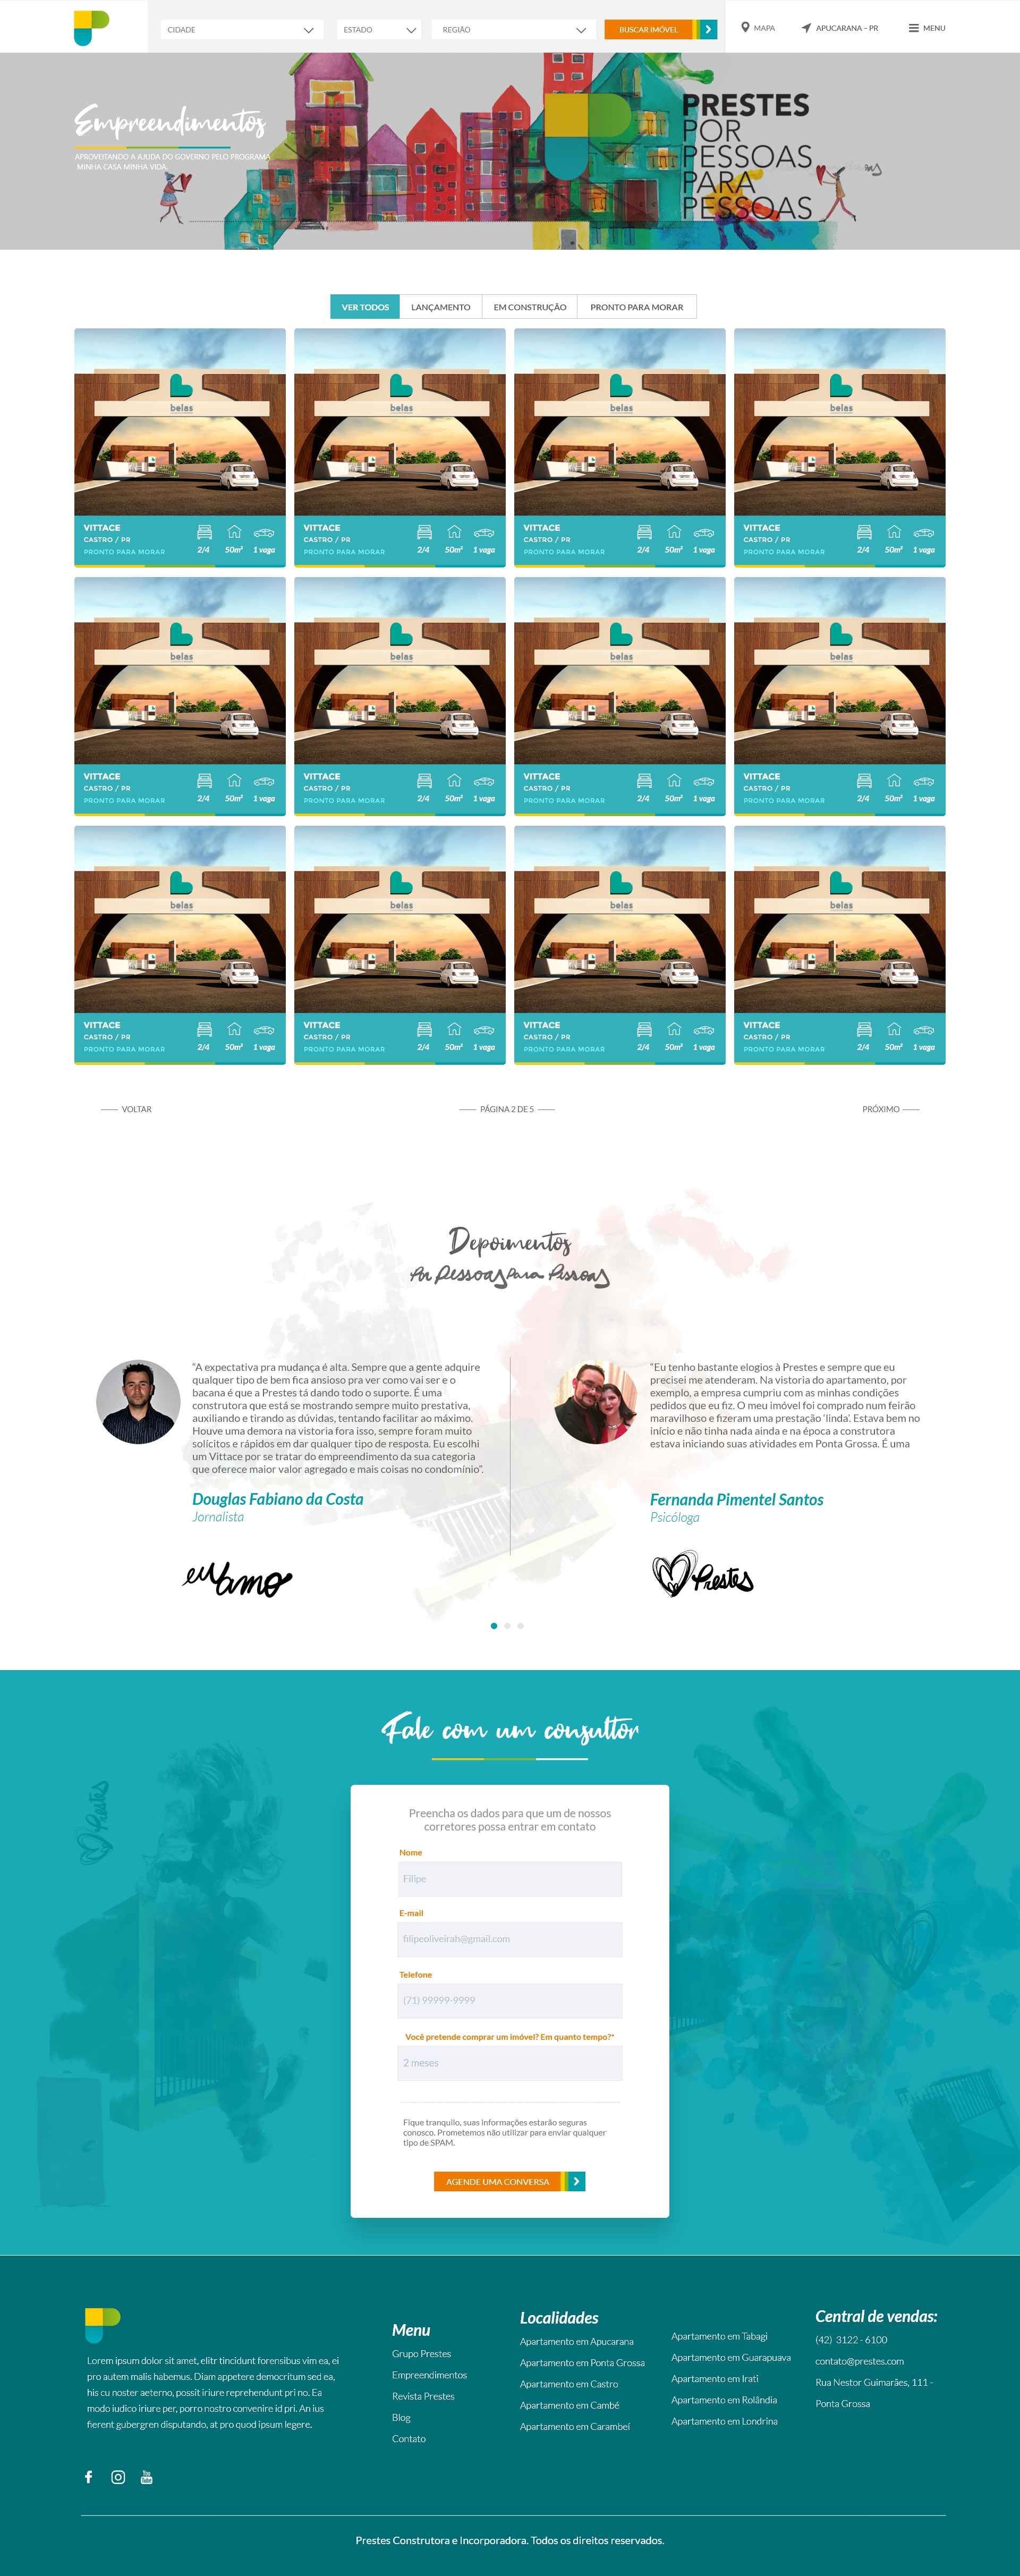 CIDADE
ESTADO
REGIÃO
BUSCAR IMÓVEL
MAPA
APUCARANA – PR
MENU
Empreendimentos
APROVEITANDO A AJUDA DO GOVERNO PELO PROGRAMA
MINHA CASA MINHA VIDA
PRESTES
POR
PESSOAS
PARA
PESSOAS
VER TODOS
LANÇAMENTO
EM CONSTRUÇÃO
PRONTO PARA MORAR
belas
belas
belas
belas
VITTACE
CASTRO / PR
PRONTO PARA MORAR
2/4 50m² 1 vaga
VITTACE
CASTRO / PR
PRONTO PARA MORAR
2/4 50m² 1 vaga
VITTACE
CASTRO / PR
PRONTO PARA MORAR
2/4 50m² 1 vaga
VITTACE
CASTRO / PR
PRONTO PARA MORAR
2/4 50m² 1 vaga
belas
belas
belas
belas
VITTACE
CASTRO / PR
PRONTO PARA MORAR
2/4 50m² 1 vaga
VITTACE
CASTRO / PR
PRONTO PARA MORAR
2/4 50m² 1 vaga
VITTACE
CASTRO / PR
PRONTO PARA MORAR
2/4 50m² 1 vaga
VITTACE
CASTRO / PR
PRONTO PARA MORAR
2/4 50m² 1 vaga
belas
belas
belas
belas
VITTACE
CASTRO / PR
PRONTO PARA MORAR
2/4 50m² 1 vaga
VITTACE
CASTRO / PR
PRONTO PARA MORAR
2/4 50m² 1 vaga
VITTACE
CASTRO / PR
PRONTO PARA MORAR
2/4 50m² 1 vaga
VITTACE
CASTRO / PR
PRONTO PARA MORAR
2/4 50m² 1 vaga
VOLTAR
PÁGINA 2 DE 5
PRÓXIMO
Depoimentos
Por Pessoas Para Pessoas
“A expectativa pra mudança é alta. Sempre que a gente adquire
qualquer tipo de bem fica ansioso pra ver como vai ser e o
bacana é que a Prestes tá dando todo o suporte. É uma
construtora que está se mostrando sempre muito prestativa,
auxiliando e tirando as dúvidas, tentando facilitar ao máximo.
Houve uma demora na vistoria fora isso, sempre foram muito
solícitos e rápidos em dar qualquer tipo de resposta. Eu escolhi
um Vittace por se tratar do empreendimento da sua categoria
que oferece maior valor agregado e mais coisas no condomínio”.
Douglas Fabiano da Costa
Jornalista
eu amo
“Eu tenho bastante elogios à Prestes e sempre que eu
precisei me atenderam. Na vistoria do apartamento, por
exemplo, a empresa cumpriu com as minhas condições
pedidos que eu fiz. O meu imóvel foi comprado num feirão
maravilhoso e fizeram uma prestação ‘linda’. Estava bem no
início e não tinha nada ainda e na época a construtora
estava iniciando suas atividades em Ponta Grossa. É uma
Fernanda Pimentel Santos
Psicóloga
Prestes
Fale com um consultor
Prestes
Preencha os dados para que um de nossos
corretores possa entrar em contato
Nome
Filipe
E-mail
filipeoliveirah@gmail.com
Telefone
(71) 99999-9999
Você pretende comprar um imóvel? Em quanto tempo?*
2 meses
Fique tranquilo, suas informações estarão seguras
conosco. Prometemos não utilizar para enviar qualquer
tipo de SPAM.
AGENDE UMA CONVERSA
Lorem ipsum dolor sit amet, elitr tincidunt forensibus vim ea, ei
pro autem malis habemus. Diam appetere democritum sed ea,
his cu noster aeterno, possit iriure reprehendunt pri no. Ea
modo iudico iriure per, porro nostro convenire id pri. An ius
fierent gubergren disputando, at pro quod ipsum legere.
Menu
Grupo Prestes
Empreendimentos
Revista Prestes
Blog
Contato
Localidades
Apartamento em Apucarana
Apartamento em Ponta Grossa
Apartamento em Castro
Apartamento em Cambé
Apartamento em Carambeí
Apartamento em Tabagi
Apartamento em Guarapuava
Apartamento em Irati
Apartamento em Rolândia
Apartamento em Londrina
Central de vendas:
(42) 3122 - 6100
contato@prestes.com
Rua Nestor Guimarães, 111 -
Ponta Grossa
You
Tube
Prestes Construtora e Incorporadora. Todos os direitos reservados.